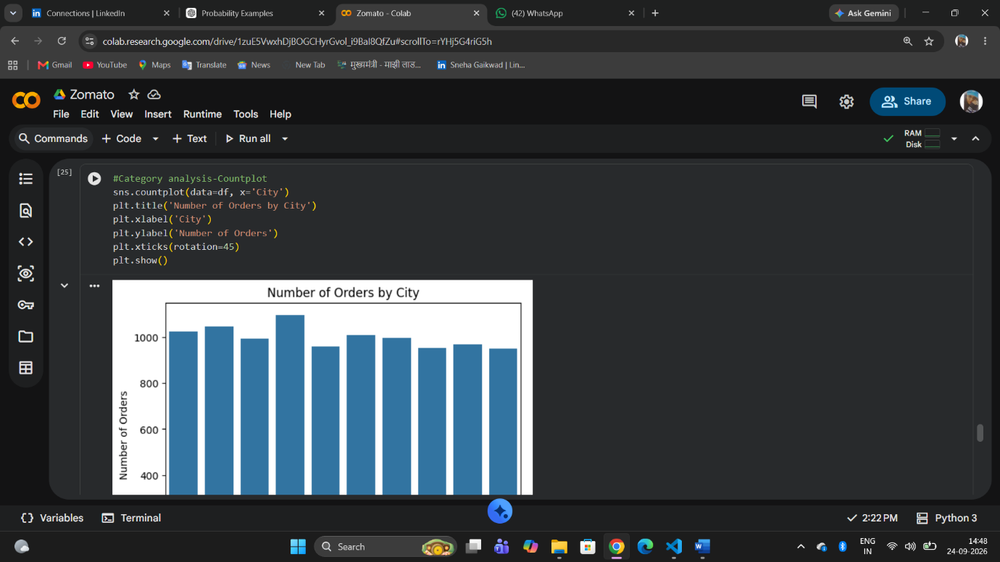 Connections | LinkedIn
Probability Examples
Zomato - Colab
(42) WhatsApp
Ask Gemini
colab.research.google.com/drive/1zuE5VwxhDjBOGCHyrGvol_i9Bal8QfZu#scrollTo=rYHj5G4riG5h
Gmail YouTube Maps Translate News New Tab मुख्यमंत्री - माझी लाड... Sneha Gaikwad | Lin...
Zomato
File Edit View Insert Runtime Tools Help
Share
Commands + Code + Text Run all
RAM
Disk
[25]
#Category analysis-Countplot
sns.countplot(data=df, x='City')
plt.title('Number of Orders by City')
plt.xlabel('City')
plt.ylabel('Number of Orders')
plt.xticks(rotation=45)
plt.show()
Number of Orders by City
1000
800
600
400
Number of Orders
Variables Terminal
2:22 PM Python 3
Search
ENG
IN
14:48
24-09-2026